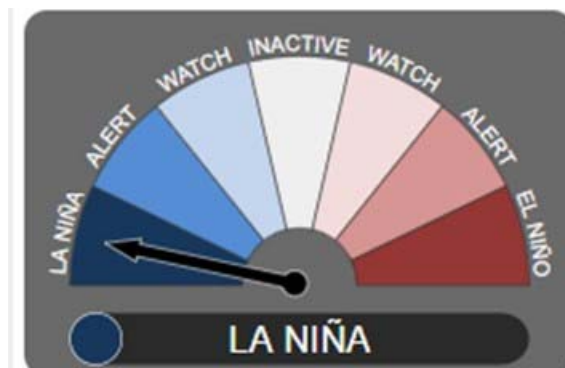 LA NIÑA
ALERT
WATCH
INACTIVE
WATCH
ALERT
EL NIÑO
LA NIÑA